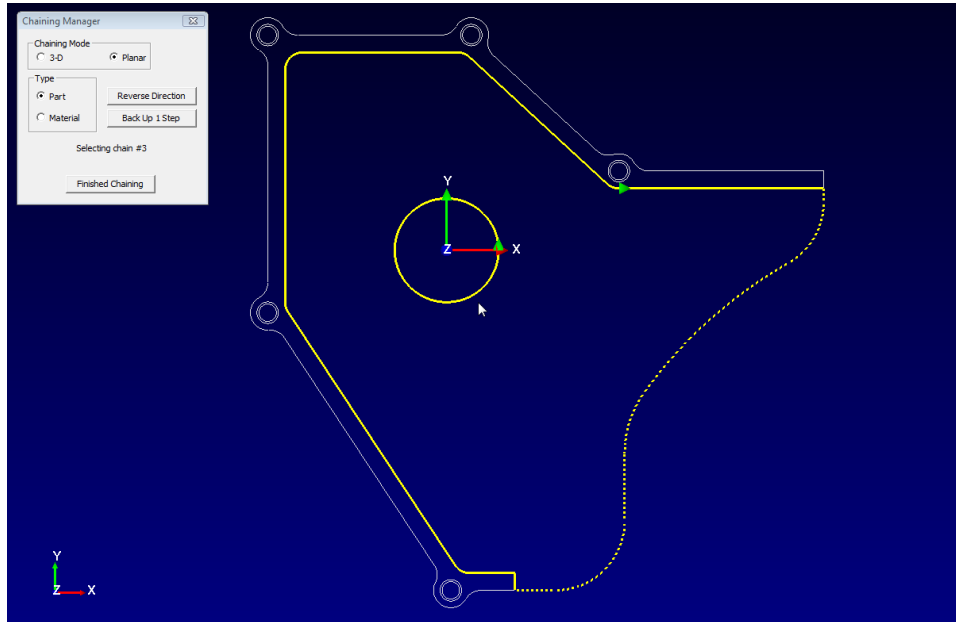 Chaining Manager
Chaining Mode
3-D Planar
Type
Part Reverse Direction
Material Back Up 1 Step
Selecting chain #3
Finished Chaining
Y
Z X
Y
Z X